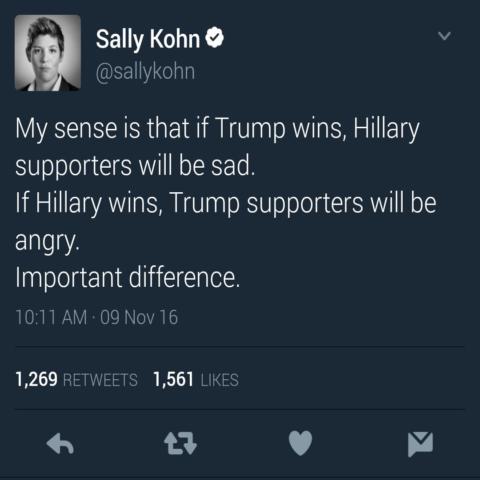 Sally Kohn
@sallykohn
My sense is that if Trump wins, Hillary
supporters will be sad.
If Hillary wins, Trump supporters will be
angry.
Important difference.
10:11 AM · 09 Nov 16
1,269 RETWEETS 1,561 LIKES